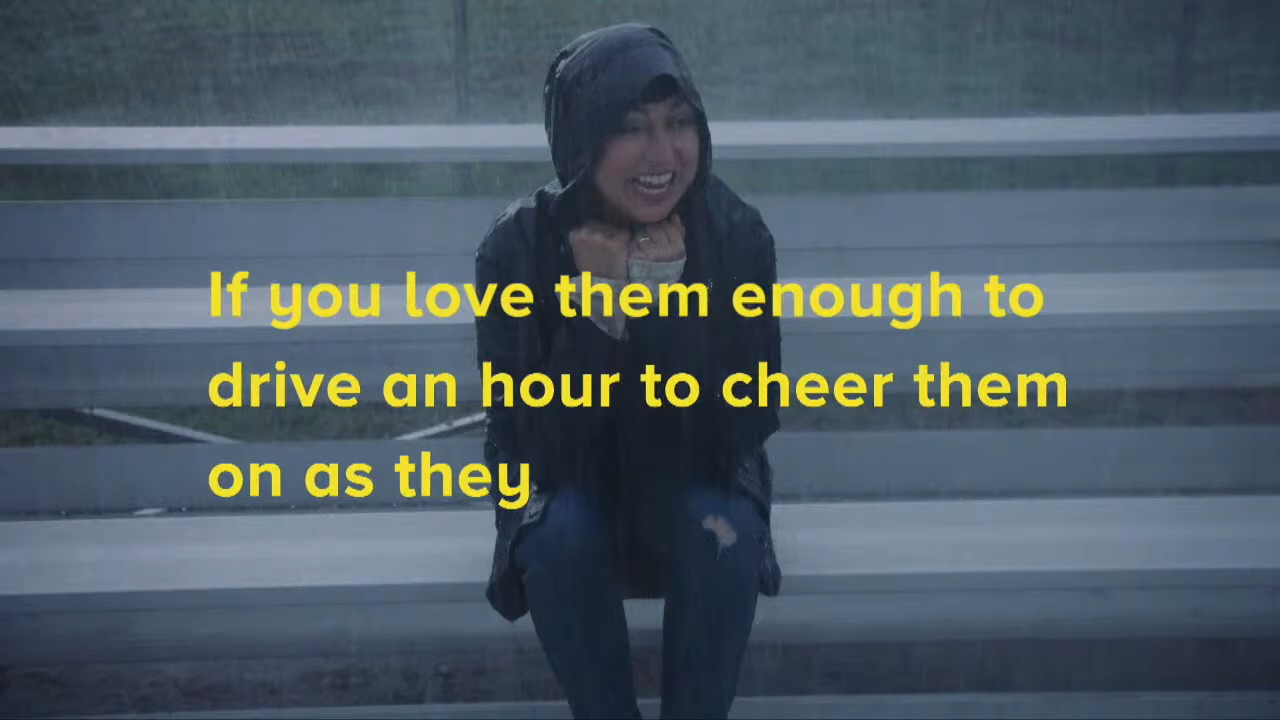 If you love them enough to
drive an hour to cheer them
on as they